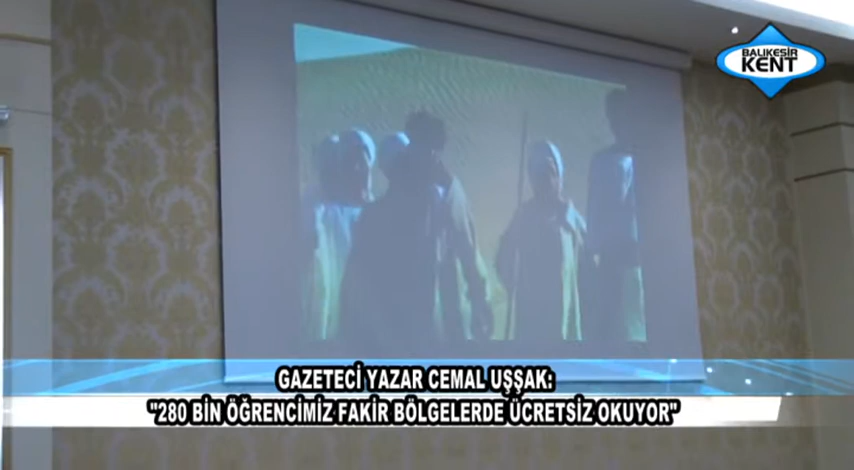 BALIKESİR
KENT
GAZETECİ YAZAR CEMAL UŞŞAK:
"280 BİN ÖĞRENCİMİZ FAKİR BÖLGELERDE ÜCRETSİZ OKUYOR"